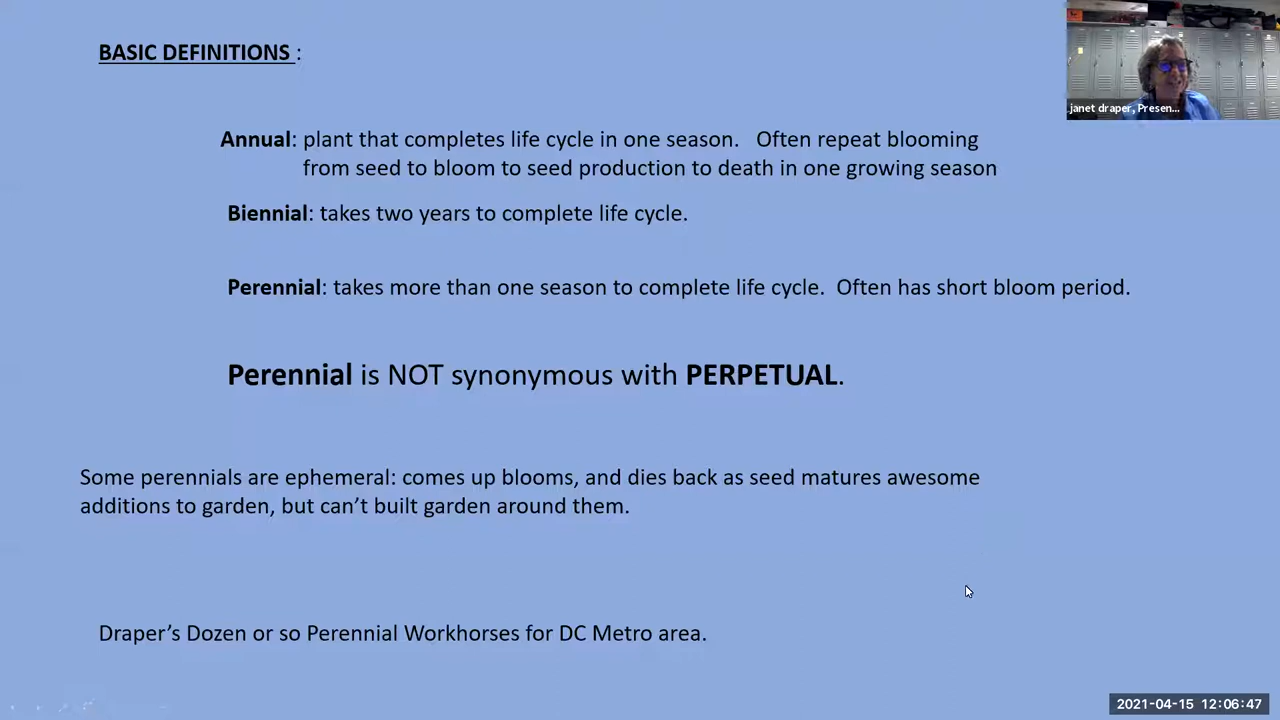 BASIC DEFINITIONS :
janet draper, Presen...
Annual: plant that completes life cycle in one season. Often repeat blooming
from seed to bloom to seed production to death in one growing season
Biennial: takes two years to complete life cycle.
Perennial: takes more than one season to complete life cycle. Often has short bloom period.
Perennial is NOT synonymous with PERPETUAL.
Some perennials are ephemeral: comes up blooms, and dies back as seed matures awesome
additions to garden, but can’t built garden around them.
Draper’s Dozen or so Perennial Workhorses for DC Metro area.
2021-04-15 12:06:47